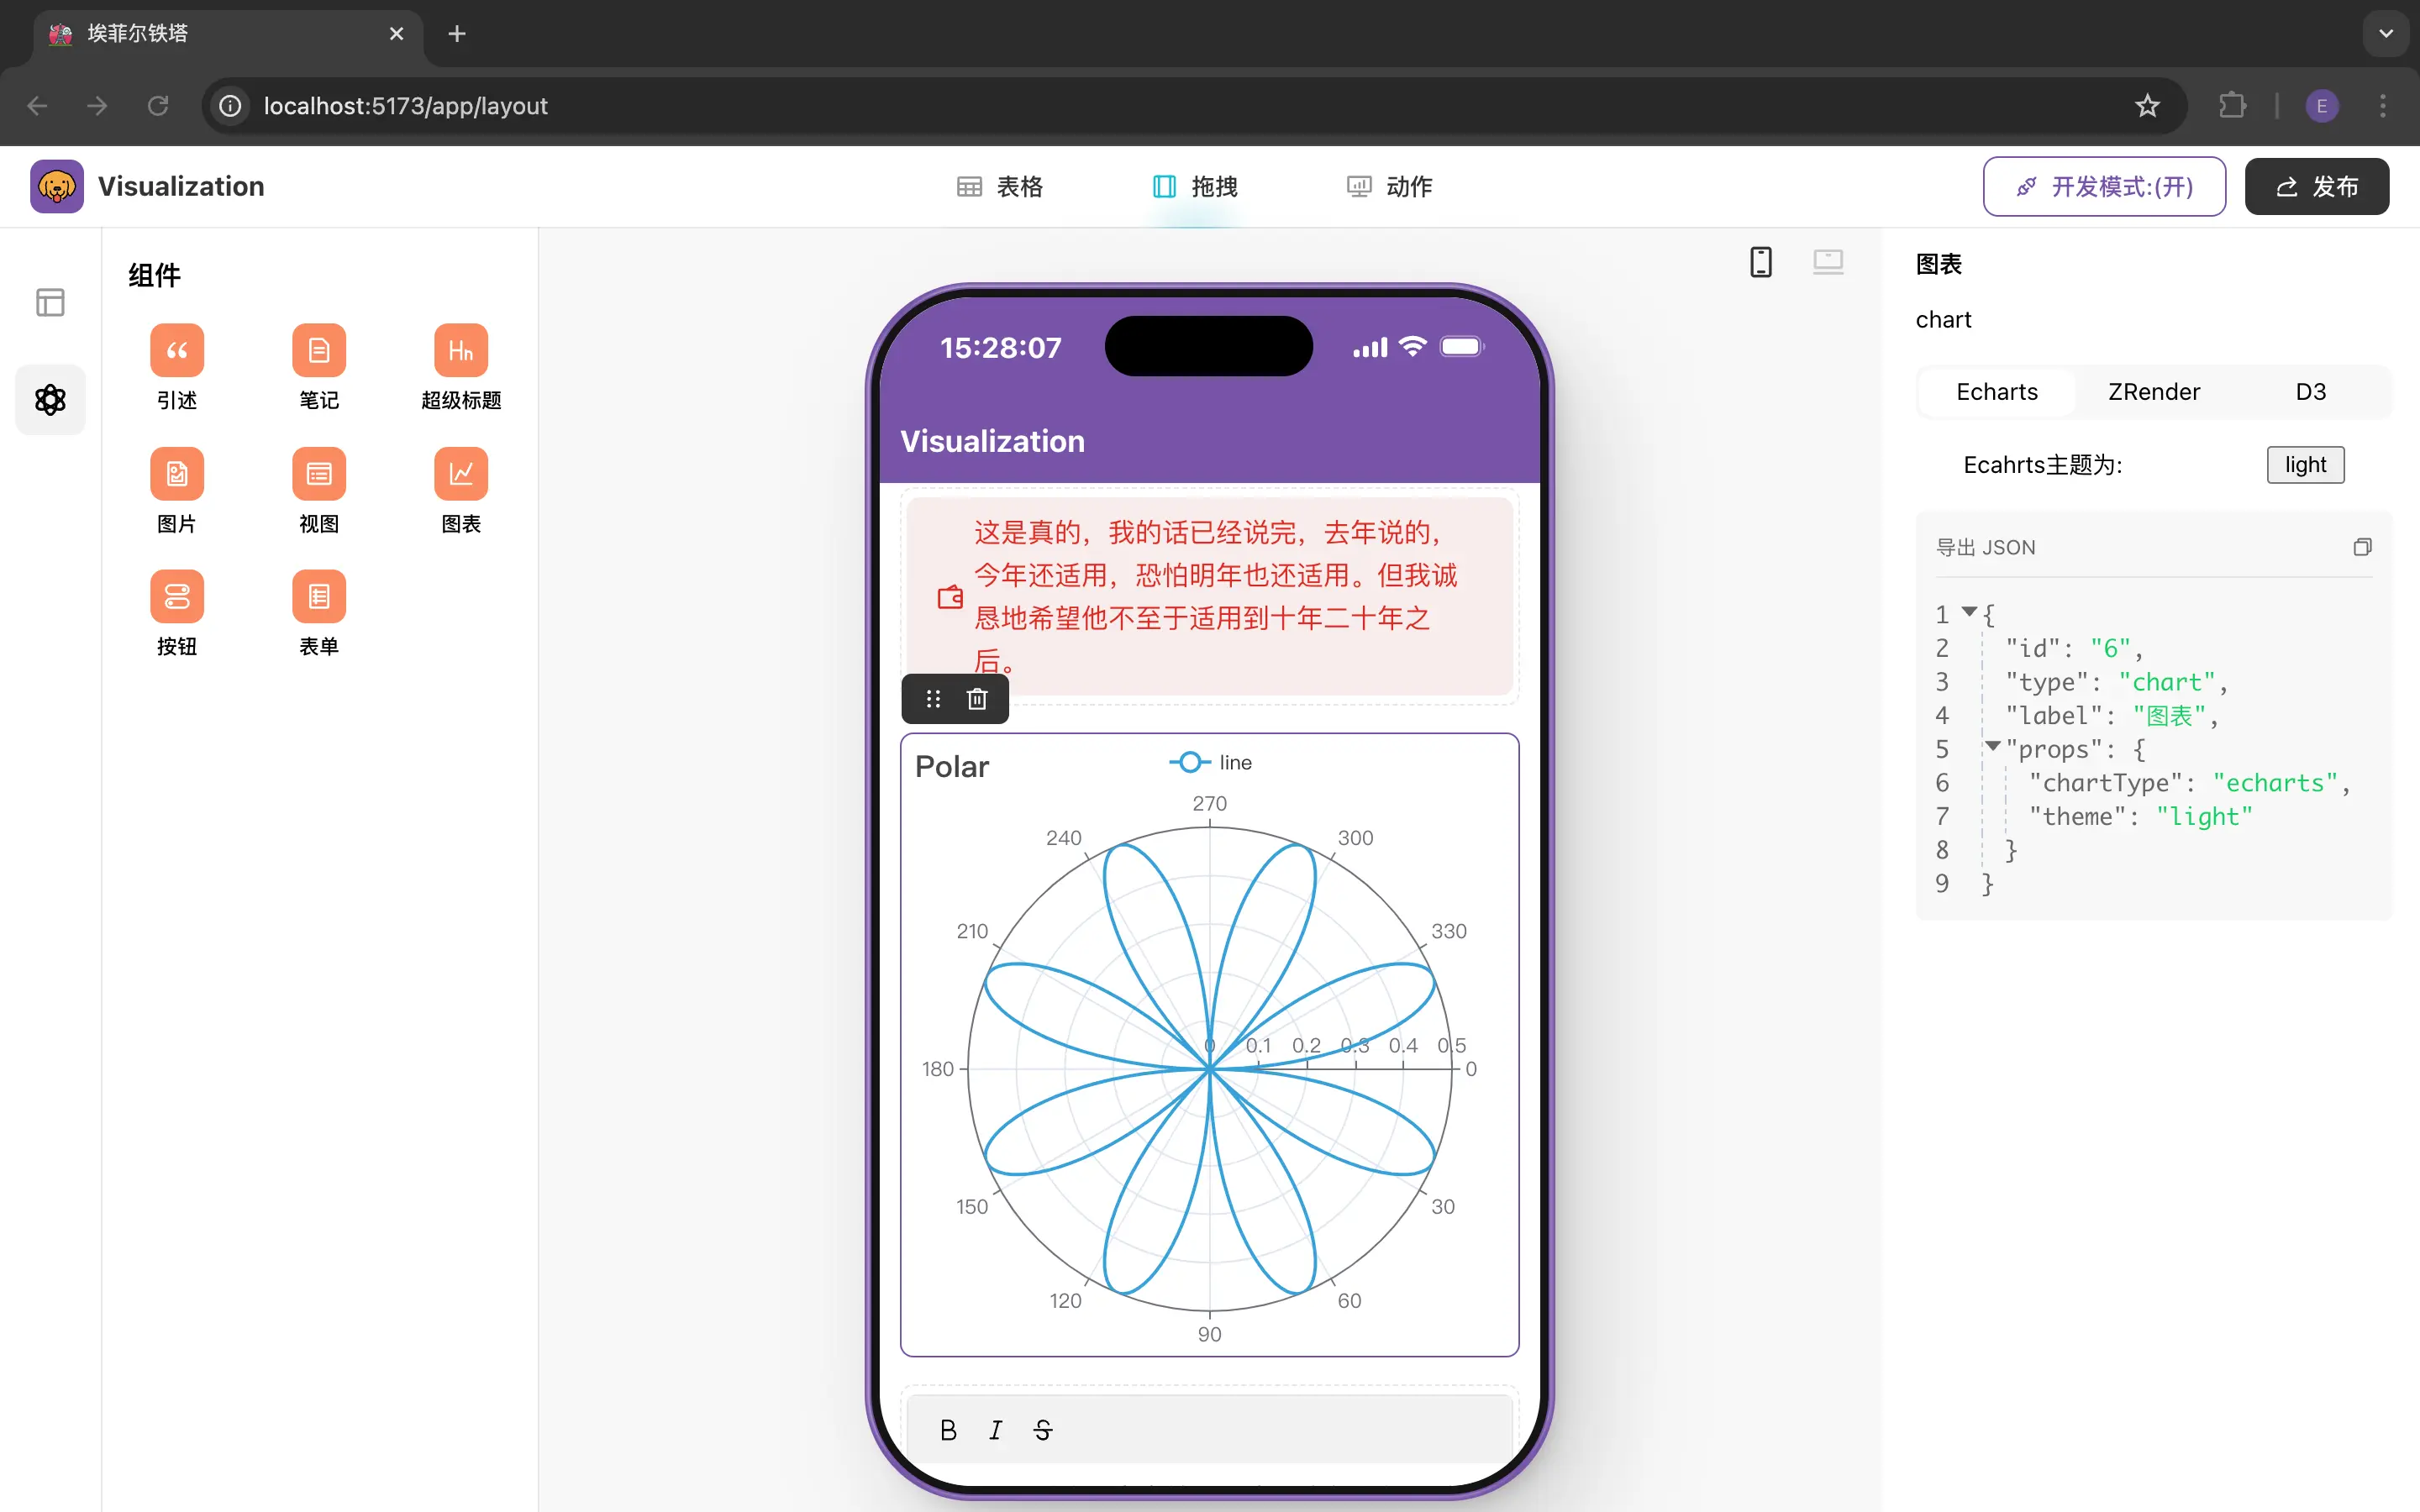 埃菲尔铁塔
localhost:5173/app/layout
E
Visualization
表格
拖拽
动作
开发模式:(开)
发布
组件
引述
笔记
超级标题
图片
视图
图表
按钮
表单
15:28:07
Visualization
这是真的，我的话已经说完，去年说的，
今年还适用，恐怕明年也还适用。但我诚
恳地希望他不至于适用到十年二十年之
后。
Polar
line
270
240
300
210
330
0
0.1
0.2
0.3
0.4
0.5
180
0
150
30
120
60
90
B I S
图表
chart
Echarts
ZRender
D3
Ecahrts主题为:
light
导出 JSON
1 {
2 "id": "6",
3 "type": "chart",
4 "label": "图表",
5 "props": {
6 "chartType": "echarts",
7 "theme": "light"
8 }
9 }